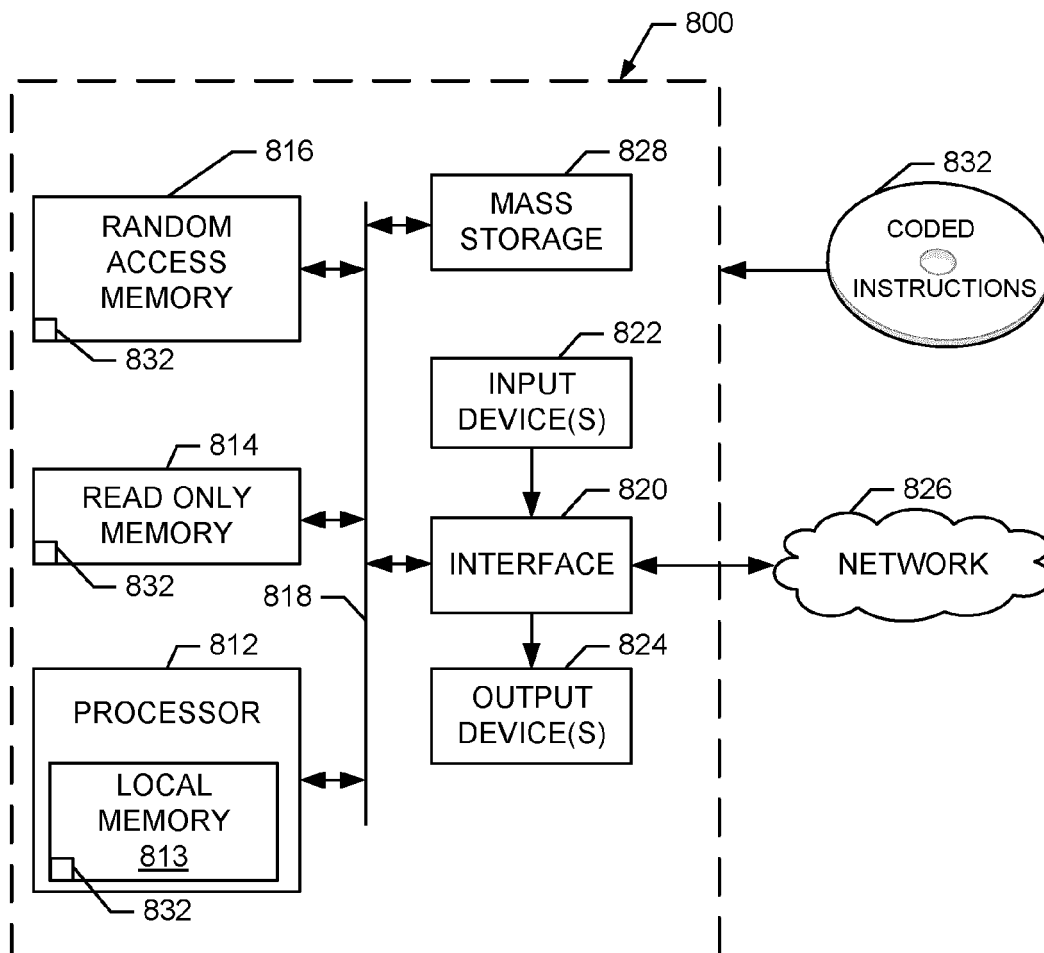 800
816
RANDOM
ACCESS
MEMORY
832
828
MASS
STORAGE
832
CODED
INSTRUCTIONS
822
INPUT
DEVICE(S)
814
READ ONLY
MEMORY
832
820
INTERFACE
826
NETWORK
818
812
PROCESSOR
LOCAL
MEMORY
813
832
824
OUTPUT
DEVICE(S)